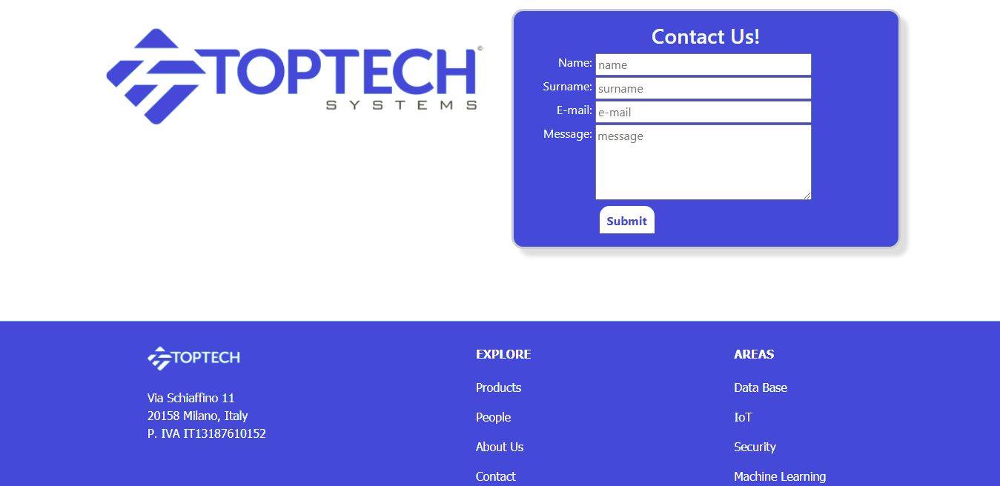 TOPTECH©
SYSTEMS
Contact Us!
Name: name
Surname: surname
E-mail: e-mail
Message: message
Submit
TOPTECH
Via Schiaffino 11
20158 Milano, Italy
P. IVA IT13187610152
EXPLORE
Products
People
About Us
Contact
AREAS
Data Base
IoT
Security
Machine Learning